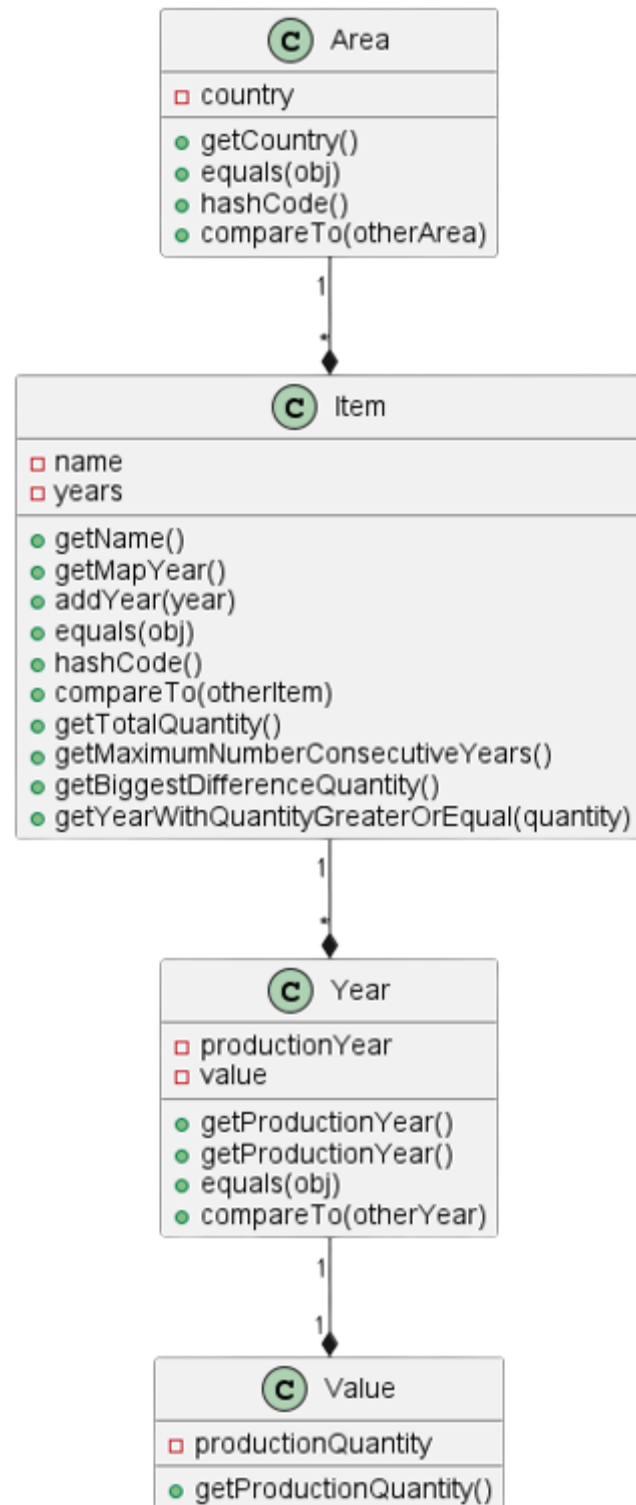 C Area
country
getCountry()
equals(obj)
hashCode()
compareTo(otherArea)
1
*
C Item
name
years
getName()
getMapYear()
addYear(year)
equals(obj)
hashCode()
compareTo(otherItem)
getTotalQuantity()
getMaximumNumberConsecutiveYears()
getBiggestDifferenceQuantity()
getYearWithQuantityGreaterOrEqual(quantity)
1
*
C Year
productionYear
value
getProductionYear()
getProductionYear()
equals(obj)
compareTo(otherYear)
1
1
C Value
productionQuantity
getProductionQuantity()